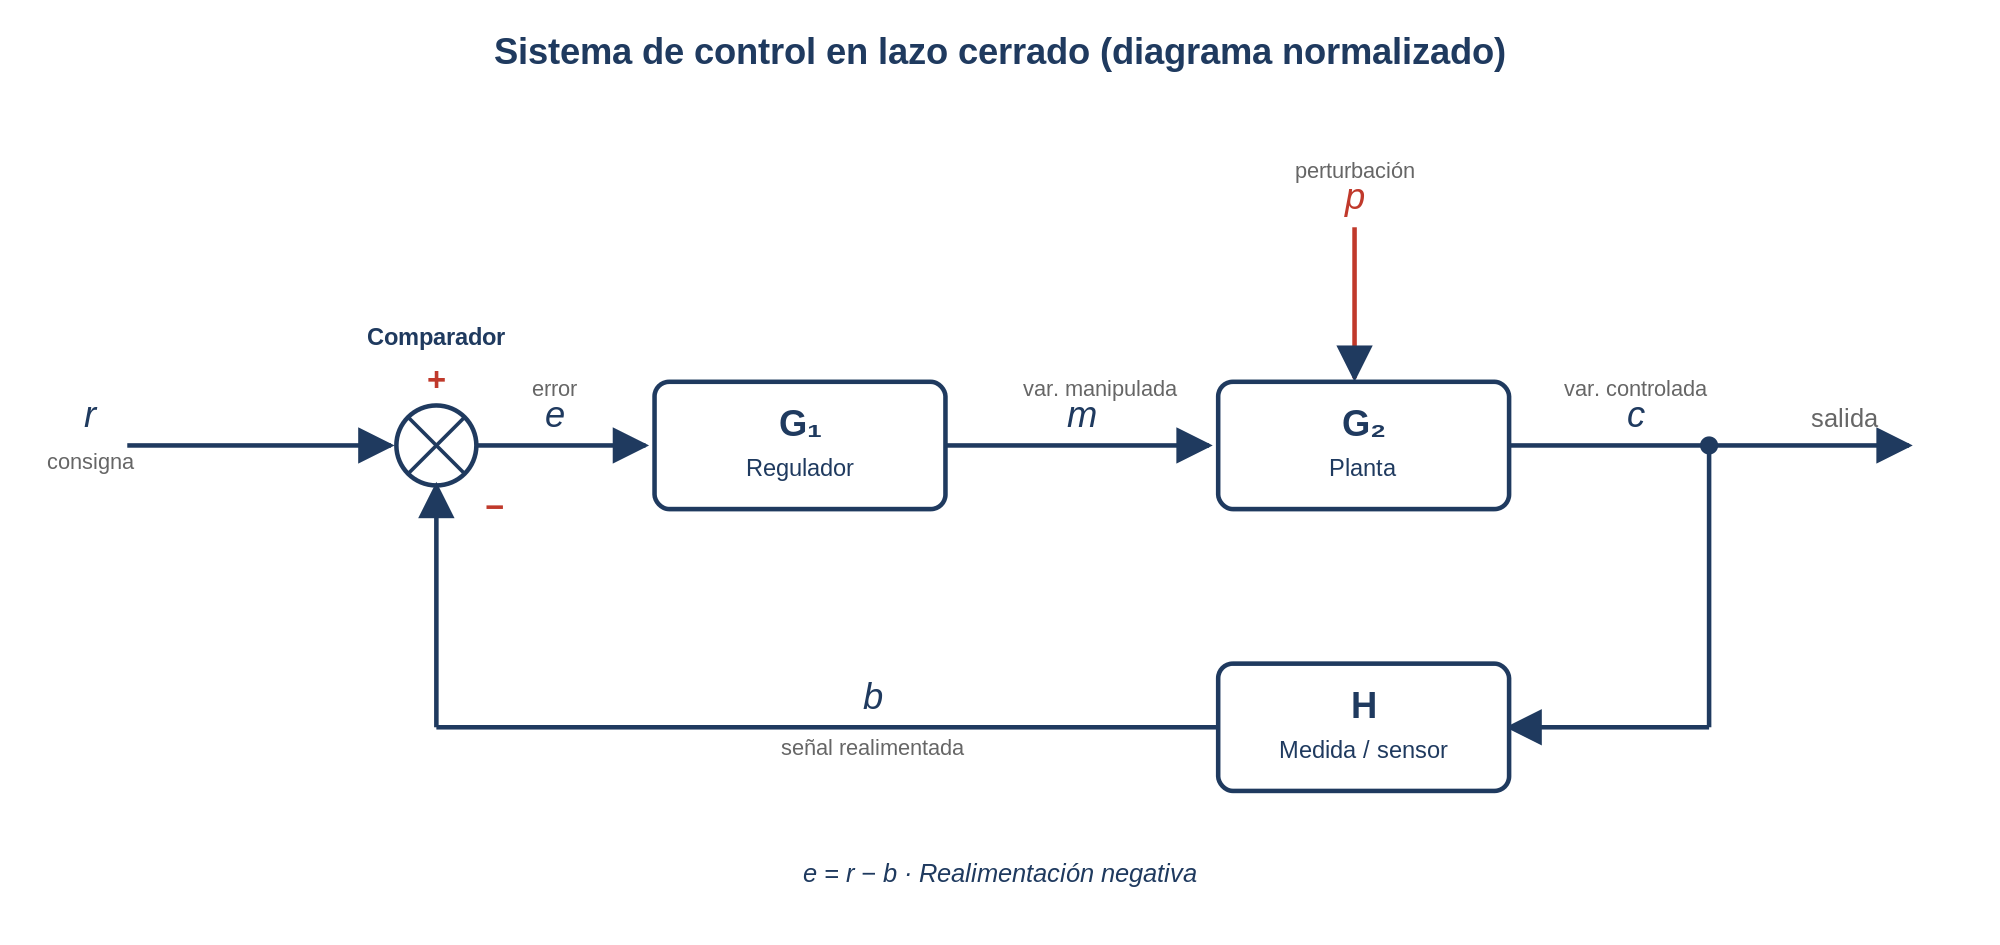 Sistema de control en lazo cerrado (diagrama normalizado)
perturbación
p
Comparador
+
r
consigna
error
e
G₁
Regulador
var. manipulada
m
G₂
Planta
var. controlada
c
salida
−
b
señal realimentada
H
Medida / sensor
e = r − b · Realimentación negativa